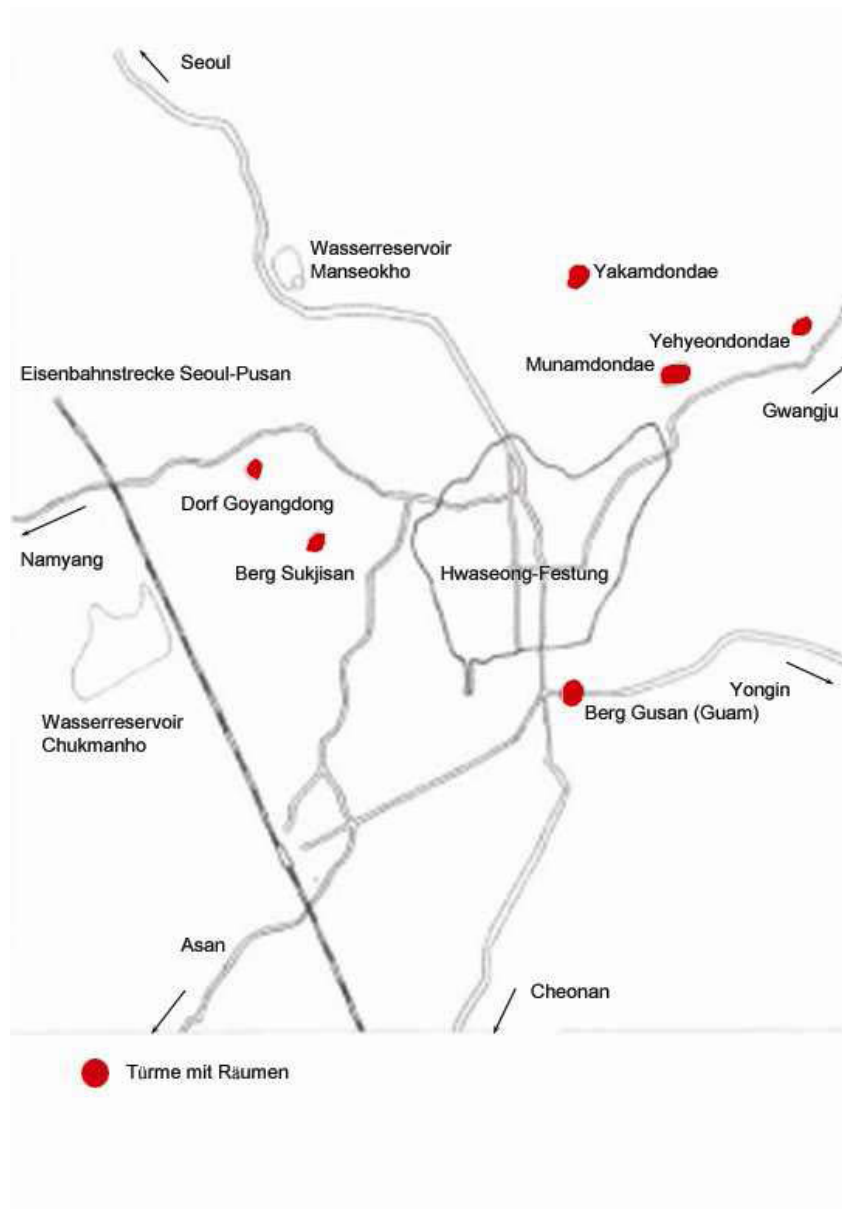 Seoul
Wasserreservoir
Manseokho
Yakamdondae
Yehyeondondae
Munamdondae
Eisenbahnstrecke Seoul-Pusan
Gwangju
Dorf Goyangdong
Namyang
Berg Sukjisan
Hwaseong-Festung
Yongin
Berg Gusan (Guam)
Wasserreservoir
Chukmanho
Asan
Cheonan
Türme mit Räumen